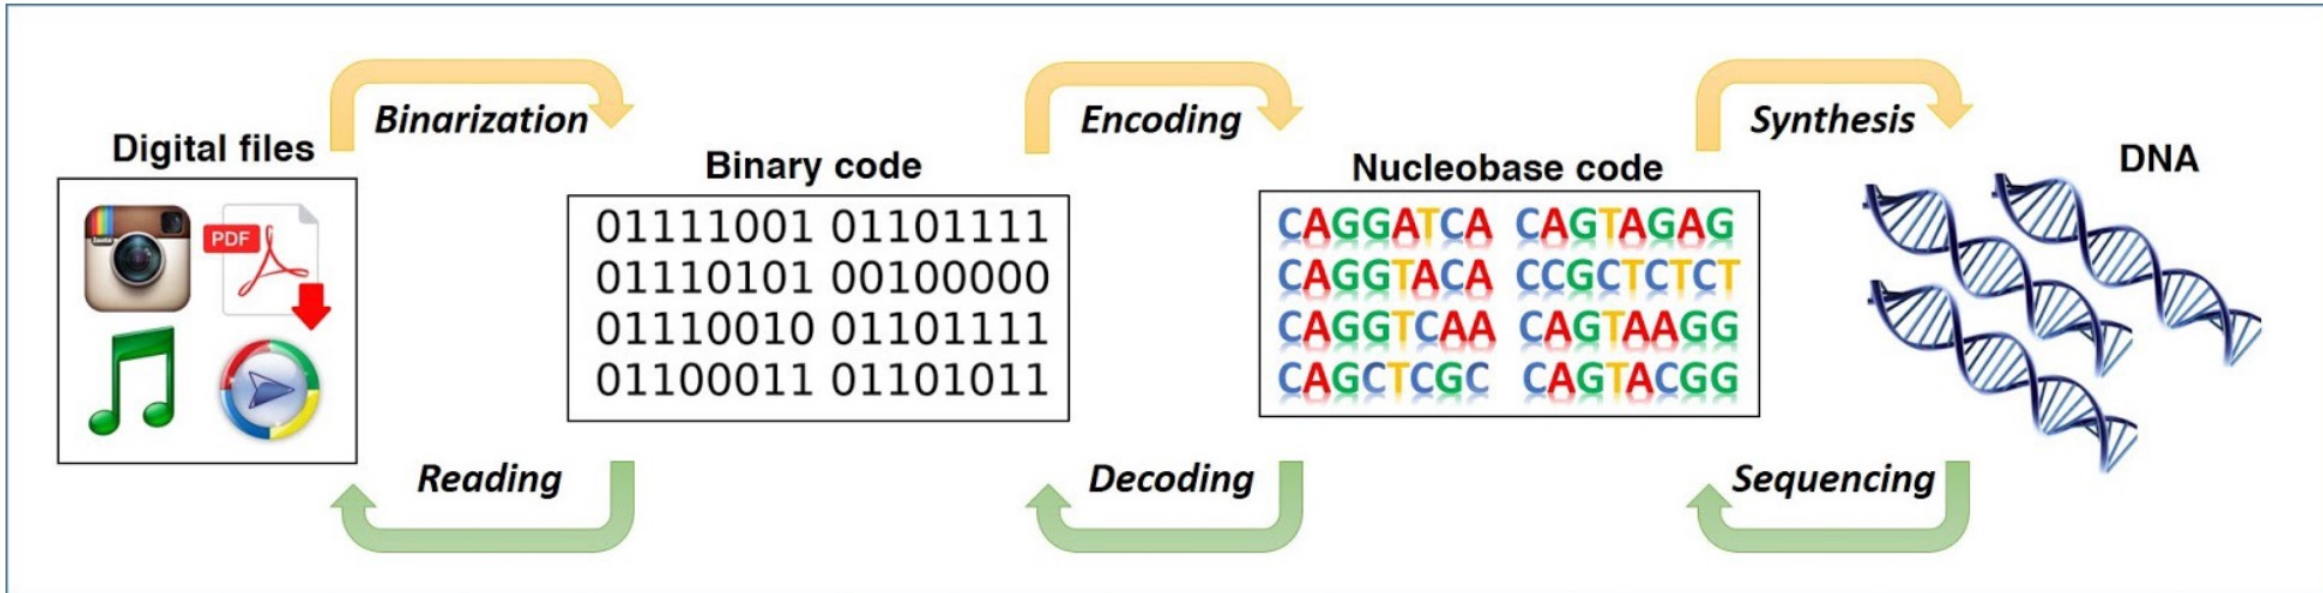 Binarization
Encoding
Synthesis
Digital files
Binary code
Nucleobase code
DNA
PDF
01111001 01101111
01110101 00100000
01110010 01101111
01100011 01101011
CAGGATCA CAGTAGAG
CAGGTACA CCGCTCTCT
CAGGTCAA CAGTAAGG
CAGCTCGC CAGTACGG
Reading
Decoding
Sequencing